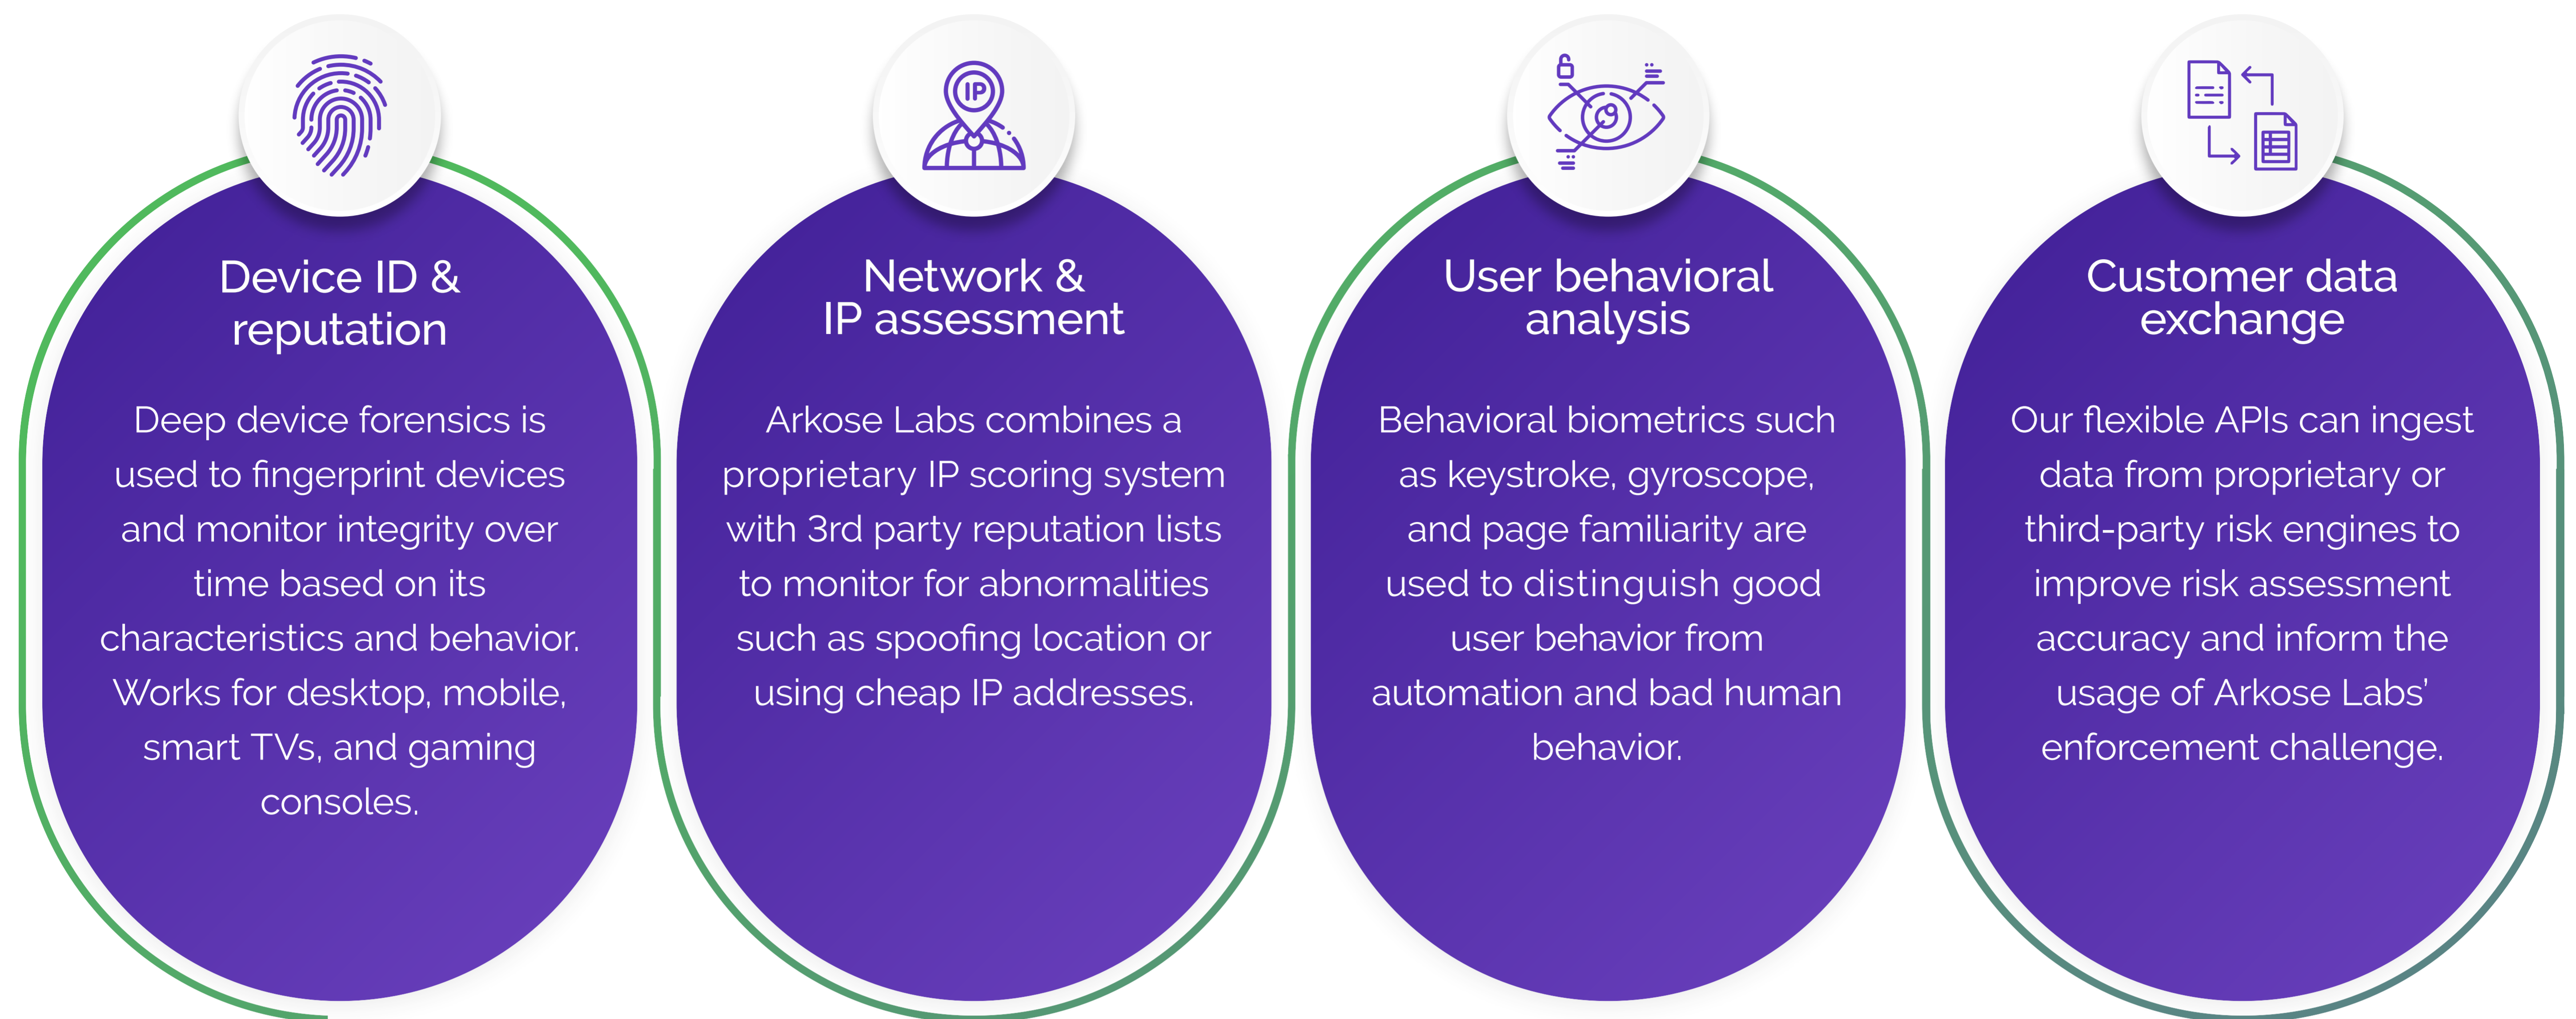 Device ID &
reputation
Deep device forensics is
used to fingerprint devices
and monitor integrity over
time based on its
characteristics and behavior.
Works for desktop, mobile,
smart TVs, and gaming
consoles.
IP
Network &
IP assessment
Arkose Labs combines a
proprietary IP scoring system
with 3rd party reputation lists
to monitor for abnormalities
such as spoofing location or
using cheap IP addresses.
User behavioral
analysis
Behavioral biometrics such
as keystroke, gyroscope,
and page familiarity are
used to distinguish good
user behavior from
automation and bad human
behavior.
Customer data
exchange
Our flexible APIs can ingest
data from proprietary or
third-party risk engines to
improve risk assessment
accuracy and inform the
usage of Arkose Labs’
enforcement challenge.